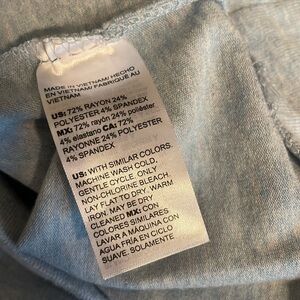 MADE IN VIETNAM/ HECHO
EN VIETNAM/ FABRIQUÉ AU
VIETNAM
US: 72% RAYON 24%
POLYESTER 4% SPANDEX
MX: 72% rayón 24% poliéster
4% elastano CA: 72%
RAYONNE 24% POLYESTER
4% SPANDEX
US: WITH SIMILAR COLORS.
MACHINE WASH COLD,
GENTLE CYCLE. ONLY
NON-CHLORINE BLEACH.
LAY FLAT TO DRY. WARM
IRON. MAY BE DRY
CLEANED MX: CON
COLORES SIMILARES
LAVAR A MÁQUINA CON
AGUA FRÍA EN CICLO
SUAVE. SOLAMENTE